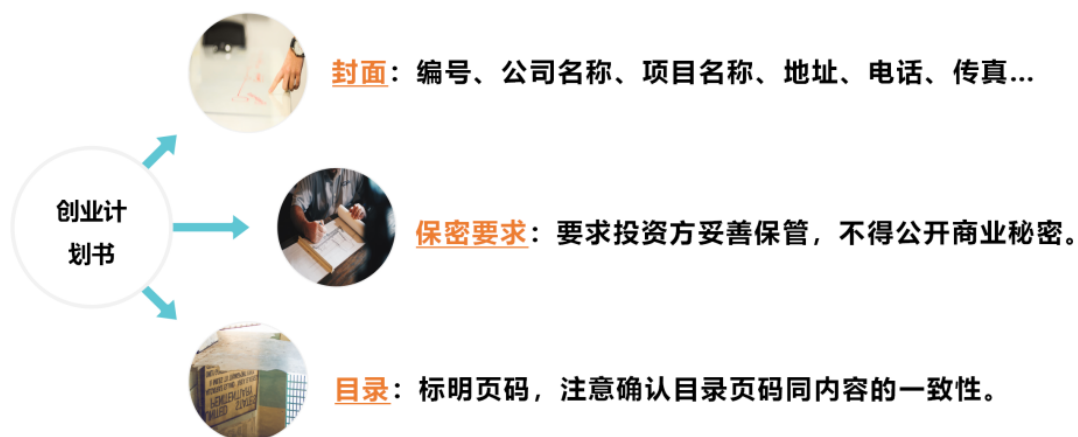 封面：编号、公司名称、项目名称、地址、电话、传真...
创业计
划书
保密要求：要求投资方妥善保管，不得公开商业秘密。
目录：标明页码，注意确认目录页码同内容的一致性。